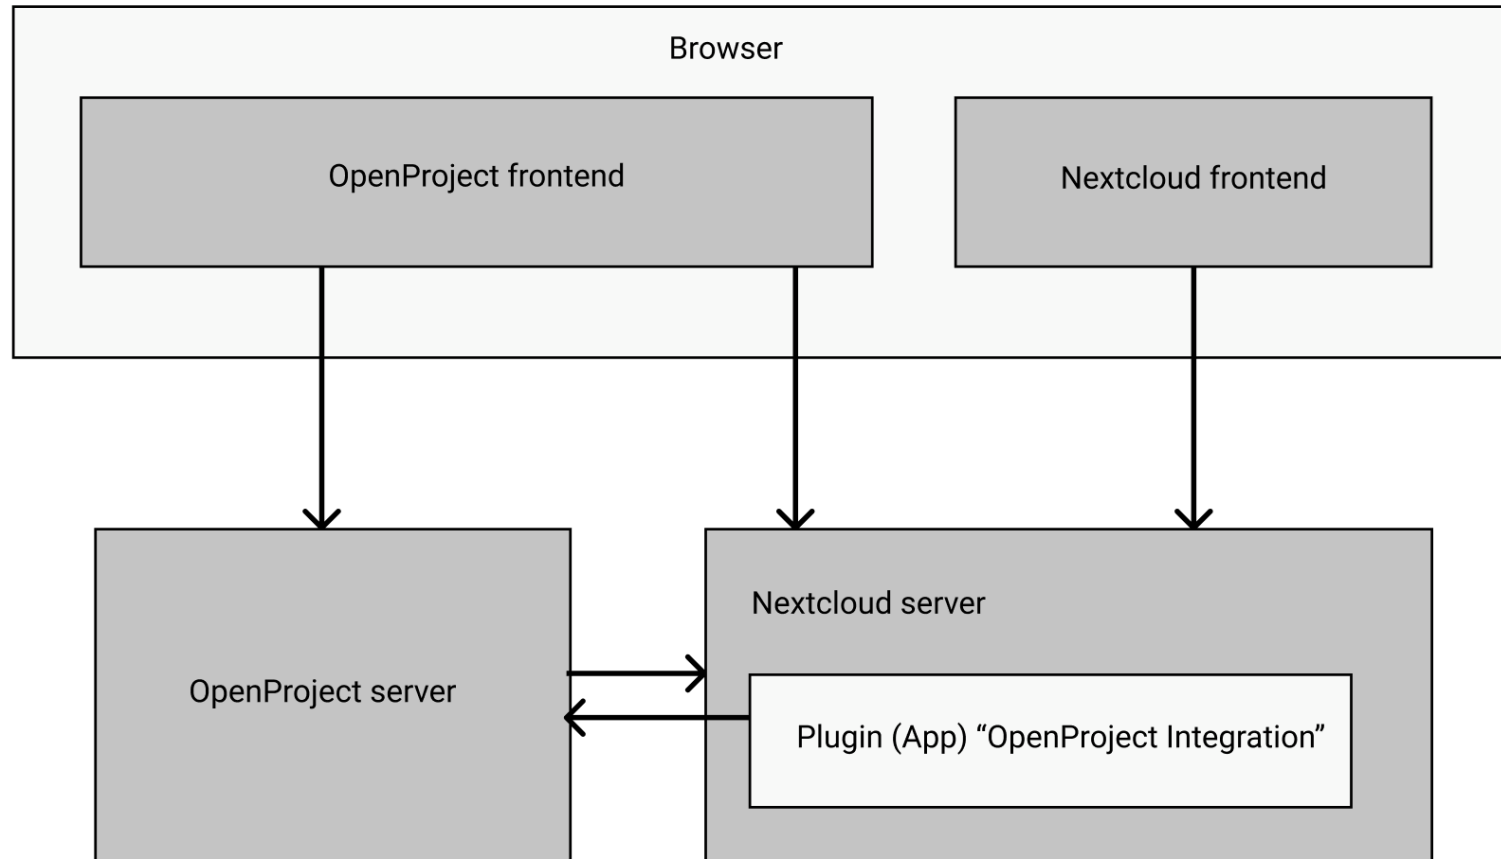 Browser
OpenProject frontend
Nextcloud frontend
Nextcloud server
OpenProject server
Plugin (App) “OpenProject Integration”